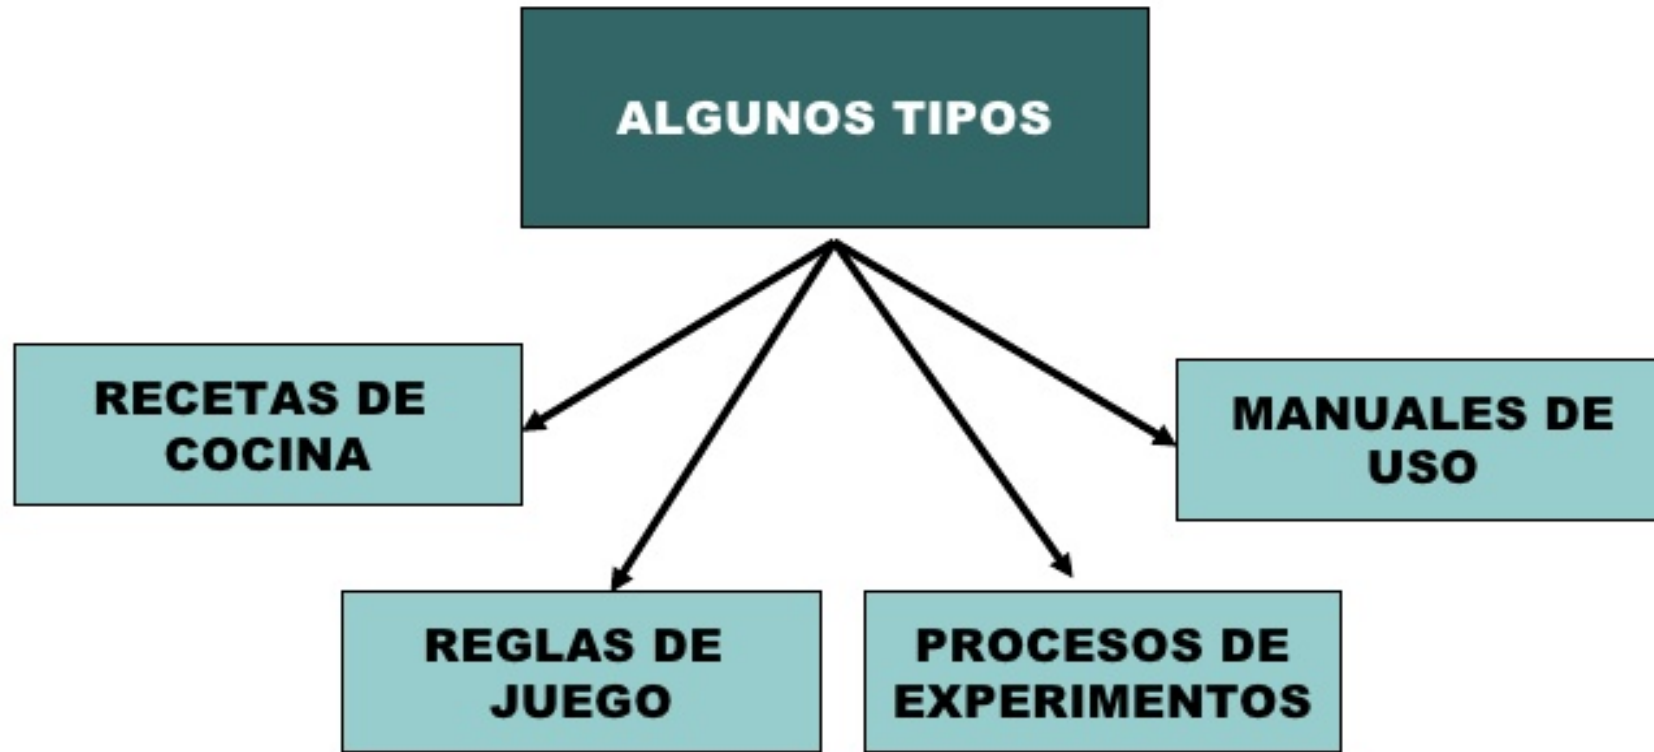 ALGUNOS TIPOS
RECETAS DE
COCINA
MANUALES DE
USO
REGLAS DE
JUEGO
PROCESOS DE
EXPERIMENTOS